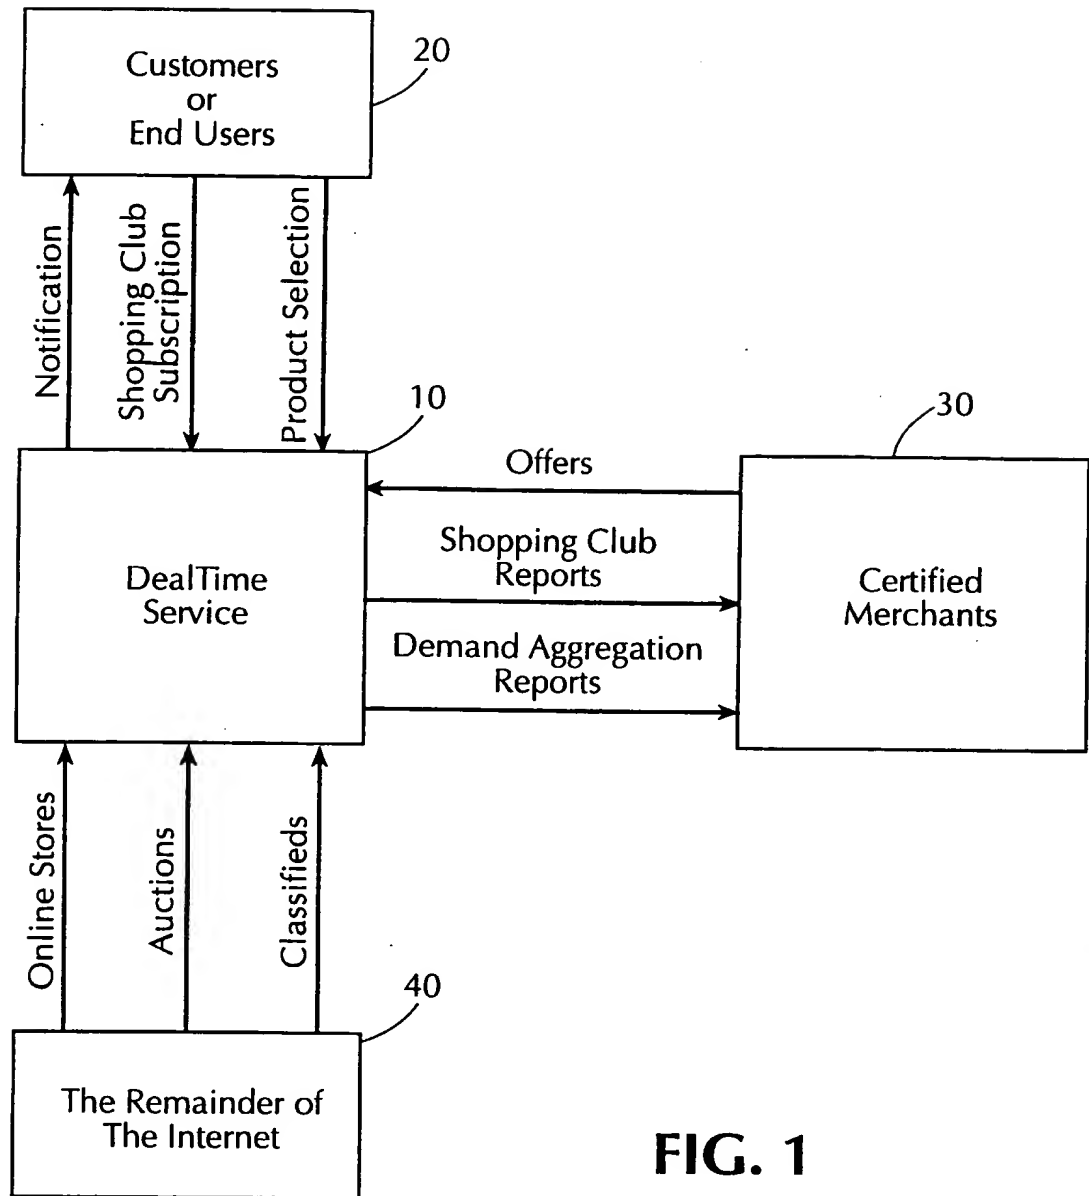 Customers
or
End Users
20
Notification
Shopping Club
Subscription
Product Selection
10
30
Offers
Shopping Club
Reports
Demand Aggregation
Reports
DealTime
Service
Certified
Merchants
Online Stores
Auctions
Classifieds
40
The Remainder of
The Internet
FIG. 1